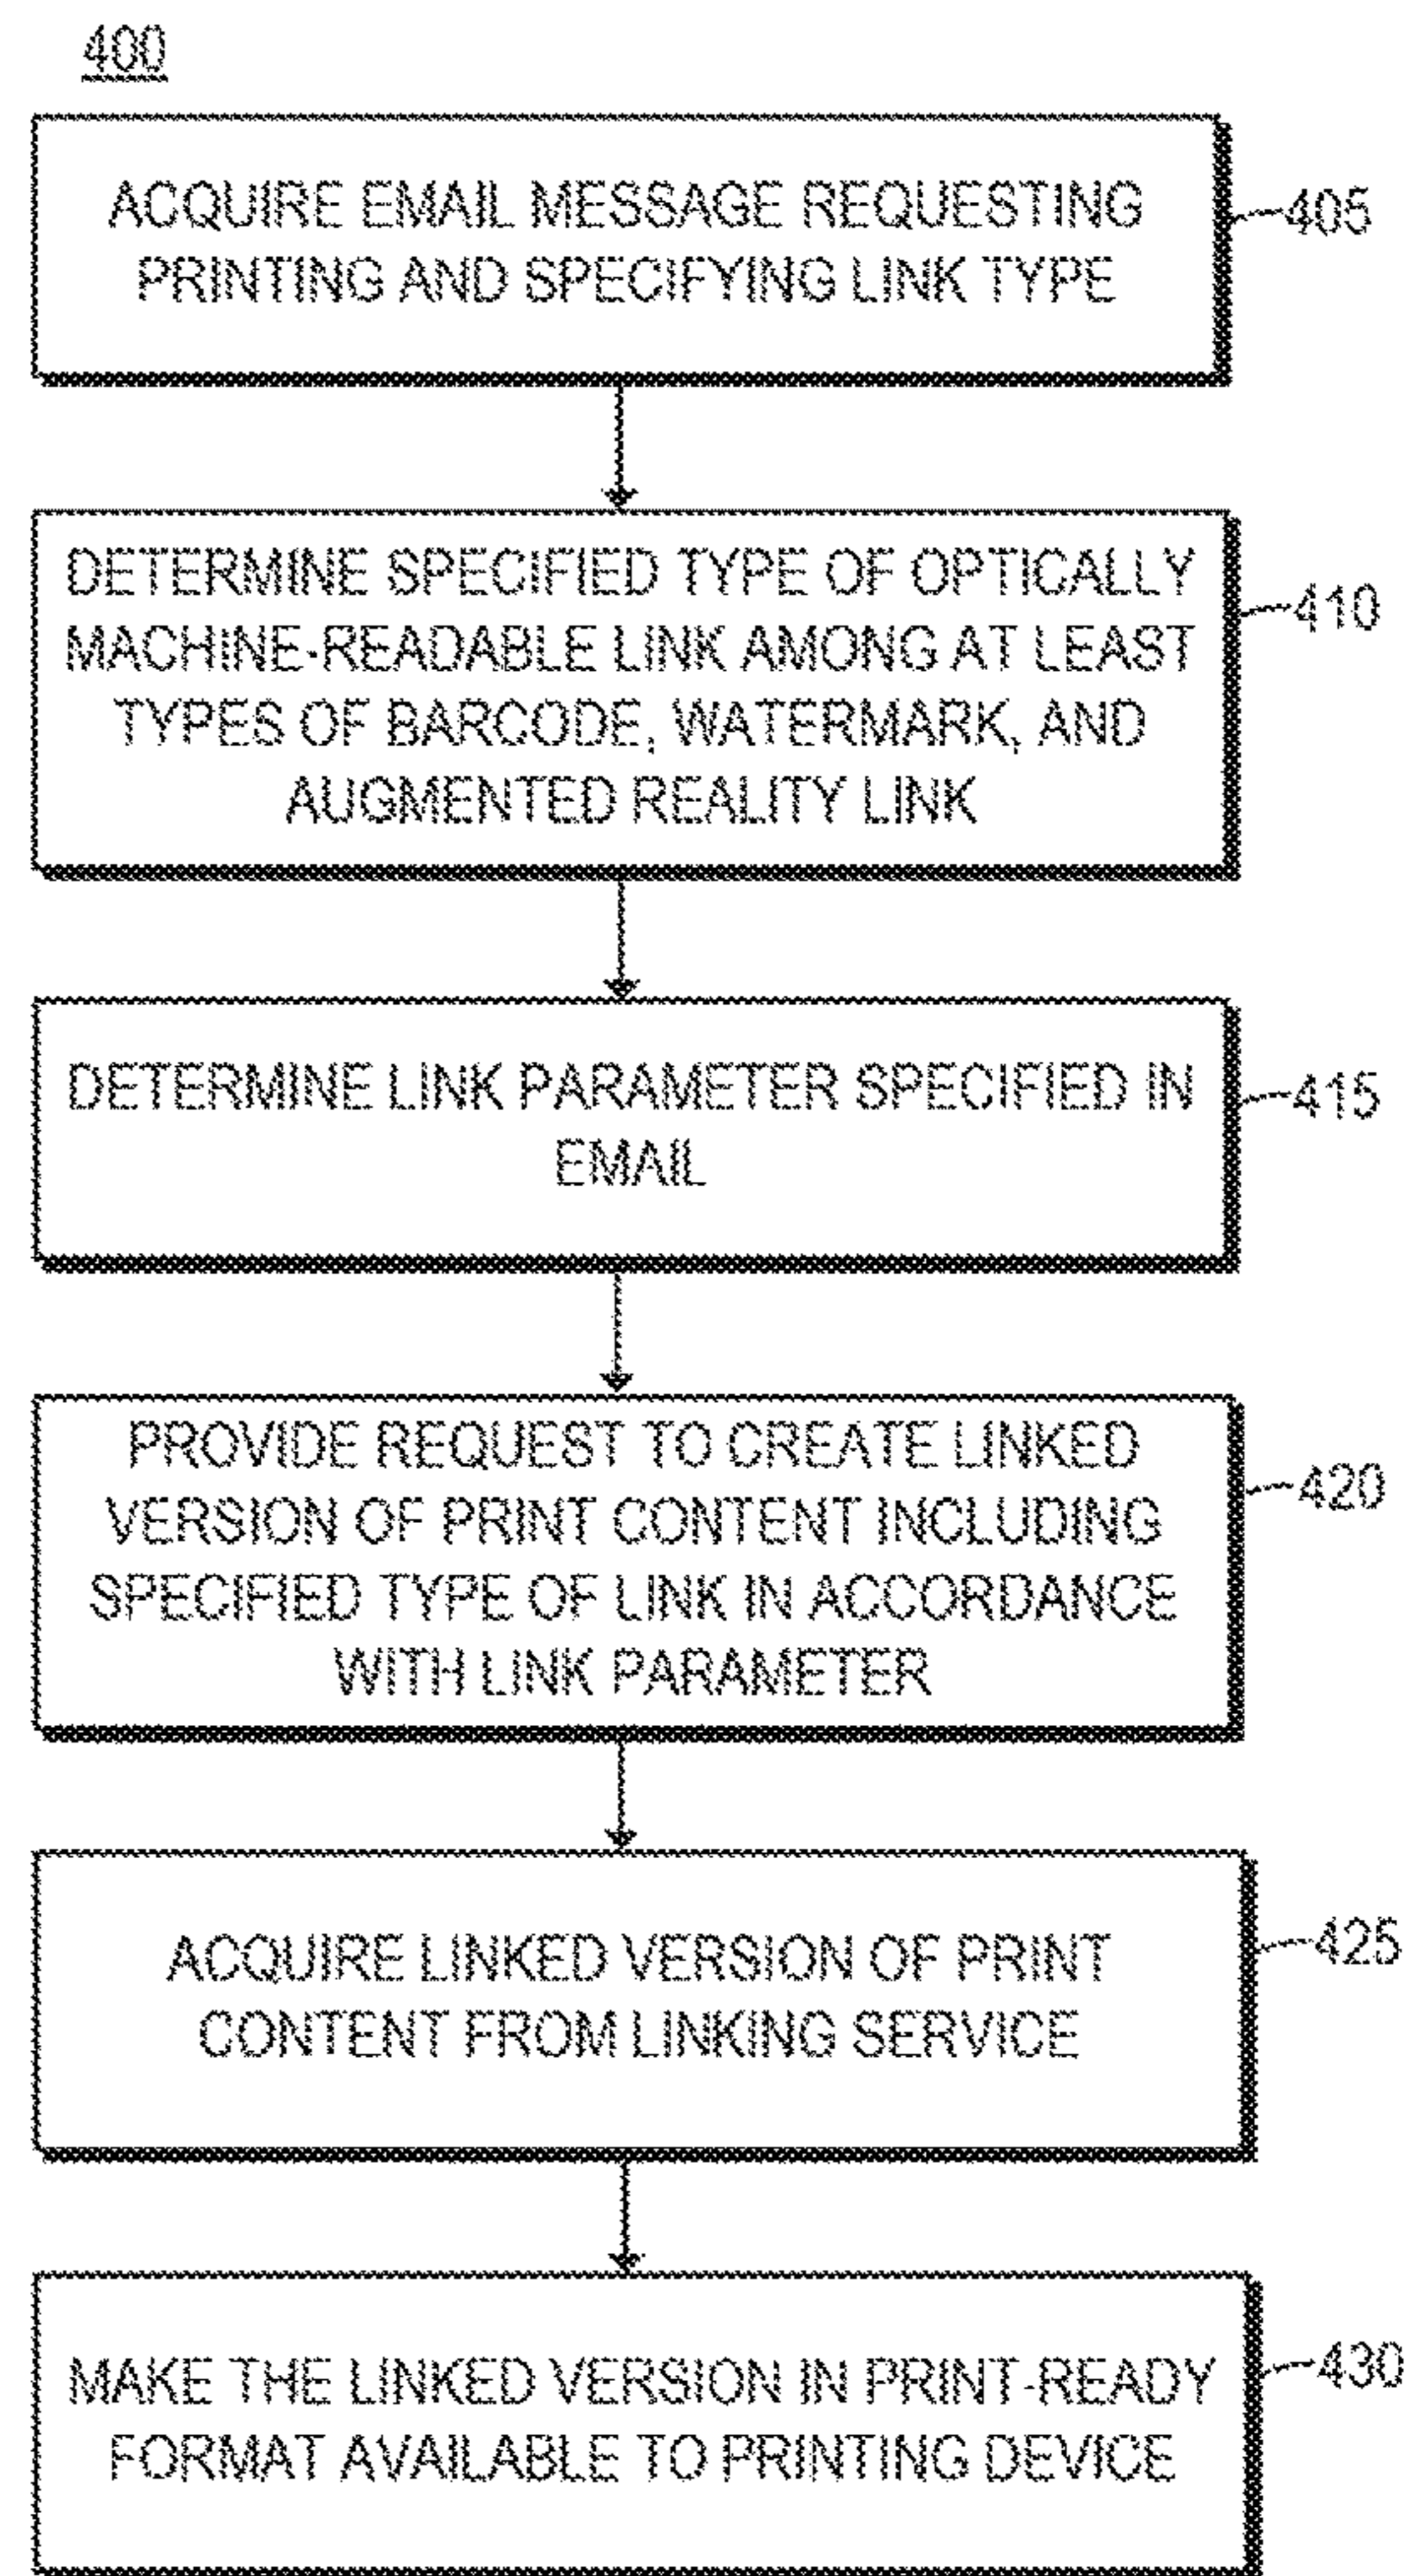 400
ACQUIRE EMAIL MESSAGE REQUESTING
PRINTING AND SPECIFYING LINK TYPE
405
DETERMINE SPECIFIED TYPE OF OPTICALLY
MACHINE-READABLE LINK AMONG AT LEAST
TYPES OF BARCODE, WATERMARK, AND
AUGMENTED REALITY LINK
410
DETERMINE LINK PARAMETER SPECIFIED IN
EMAIL
415
PROVIDE REQUEST TO CREATE LINKED
VERSION OF PRINT CONTENT INCLUDING
SPECIFIED TYPE OF LINK IN ACCORDANCE
WITH LINK PARAMETER
420
ACQUIRE LINKED VERSION OF PRINT
CONTENT FROM LINKING SERVICE
425
MAKE THE LINKED VERSION IN PRINT-READY
FORMAT AVAILABLE TO PRINTING DEVICE
430